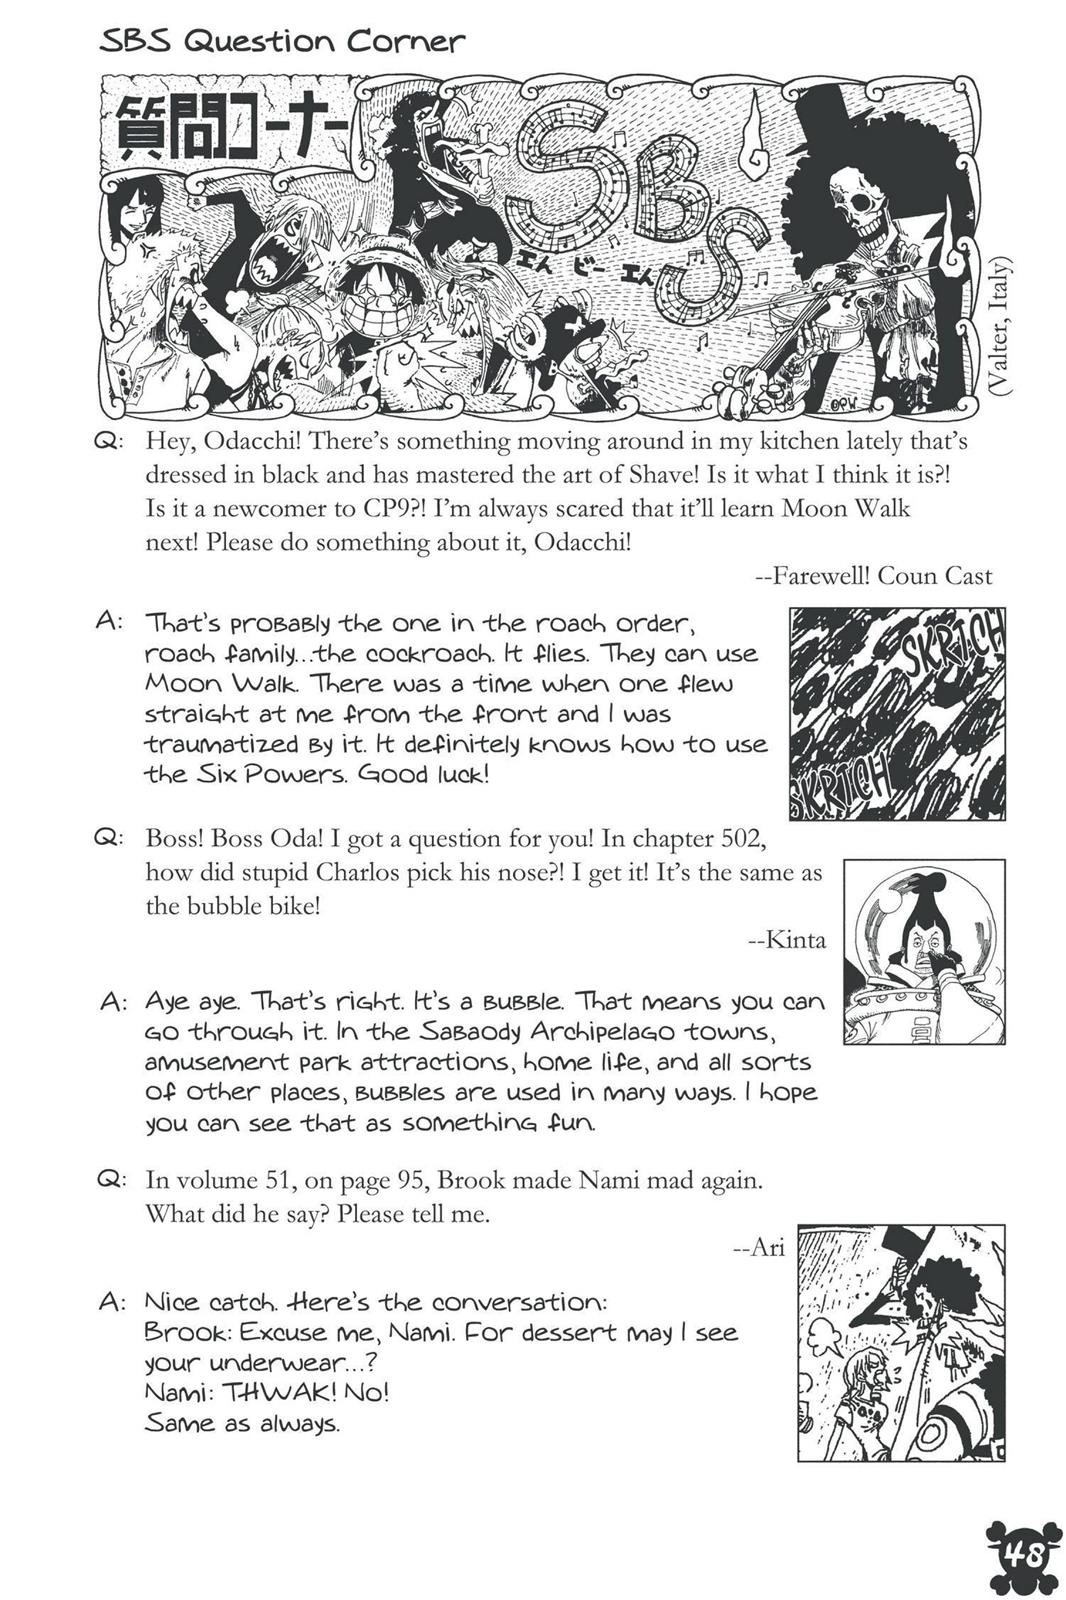 SBS Question Corner
質問コーナー
SBS
エス ビー エス
©PW
(Valter, Italy)
Q: Hey, Odacchi! There's something moving around in my kitchen lately that's
dressed in black and has mastered the art of Shave! Is it what I think it is?!
Is it a newcomer to CP9?! I'm always scared that it'll learn Moon Walk
next! Please do something about it, Odacchi!
--Farewell! Coun Cast
A: That's probably the one in the roach order,
roach family...the cockroach. It flies. They can use
Moon Walk. There was a time when one flew
straight at me from the front and I was
traumatized by it. It definitely knows how to use
the Six Powers. Good luck!
SKRTCH
SKRTCH
Q: Boss! Boss Oda! I got a question for you! In chapter 502,
how did stupid Charlos pick his nose?! I get it! It's the same as
the bubble bike!
--Kinta
A: Aye aye. That's right. It's a bubble. That means you can
go through it. In the Sabaody Archipelago towns,
amusement park attractions, home life, and all sorts
of other places, bubbles are used in many ways. I hope
you can see that as something fun.
Q: In volume 51, on page 95, Brook made Nami mad again.
What did he say? Please tell me.
--Ari
A: Nice catch. Here's the conversation:
Brook: Excuse me, Nami. For dessert may I see
your underwear...?
Nami: THWAK! No!
Same as always.
48